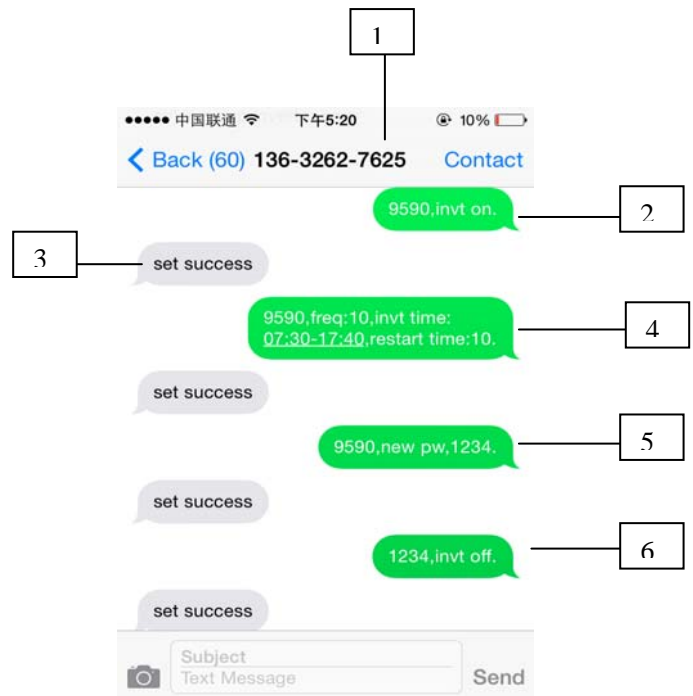 1
中国联通 下午5:20 10%
Back (60) 136-3262-7625 Contact
9590,invt on.
2
3
set success
9590,freq:10,invt time:
07:30-17:40,restart time:10.
4
set success
9590,new pw,1234.
5
set success
1234,invt off.
6
set success
Subject
Text Message
Send